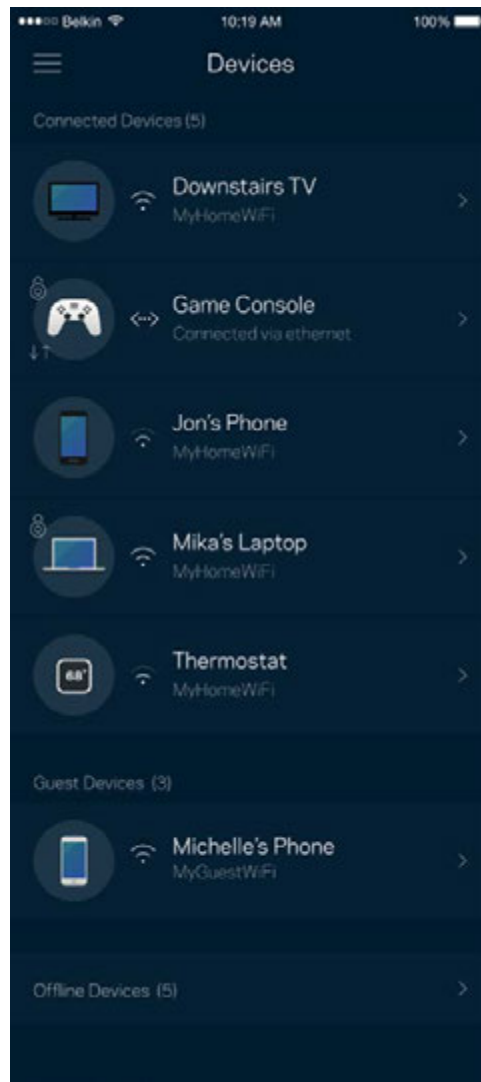 Belkin 10:19 AM 100%
Devices
Connected Devices (5)
Downstairs TV
MyHomeWiFi
Game Console
Connected via ethernet
Jon's Phone
MyHomeWiFi
Mika's Laptop
MyHomeWiFi
68°
Thermostat
MyHomeWiFi
Guest Devices (3)
Michelle's Phone
MyGuestWiFi
Offline Devices (5)